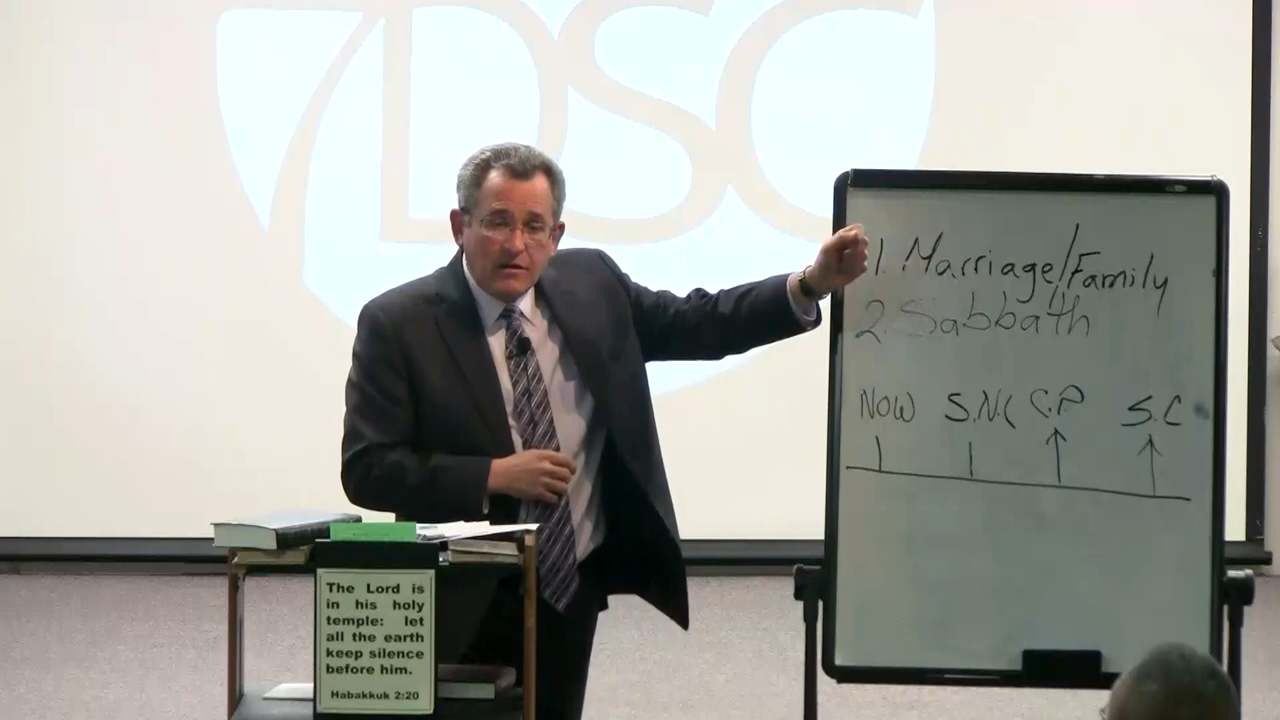 DSC
1. Marriage/Family
2. Sabbath
NOW S.N.C C.P S.C
The Lord is
in his holy
temple: let
all the earth
keep silence
before him.
Habakkuk 2:20